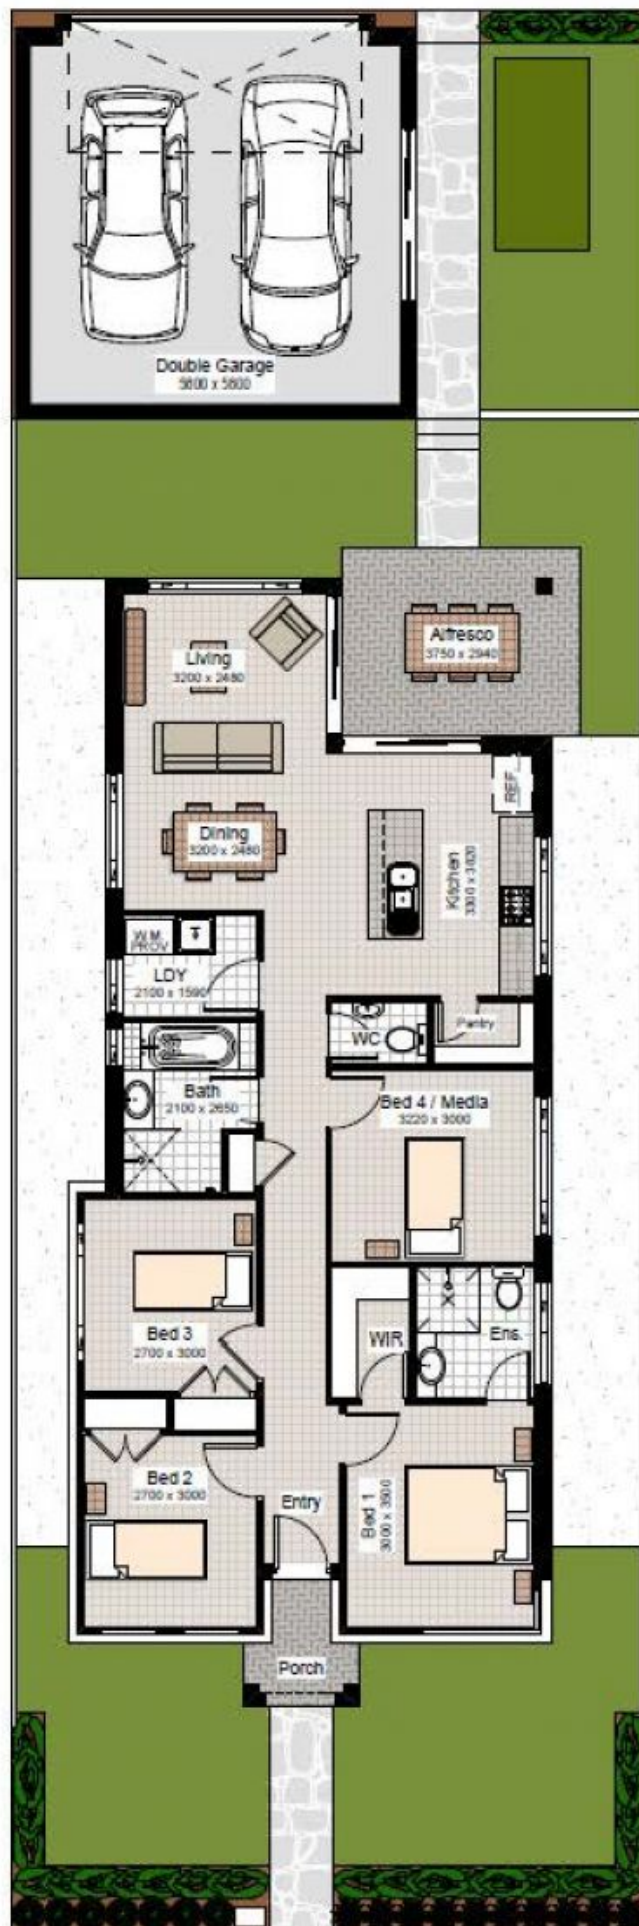 Double Garage
5800 x 5800
Living
3200 x 2480
Alfresco
3750 x 2940
REF.
Dining
3200 x 2480
Kitchen
W.M.
PROV
LDY
2100 x 1590
WC
Pantry
Bath
2100 x 2650
Bed 4 / Media
3220 x 3000
Bed 3
2700 x 3000
WIR
Ens.
Bed 2
2700 x 3000
Entry
Bed 1
3000 x 3500
Porch